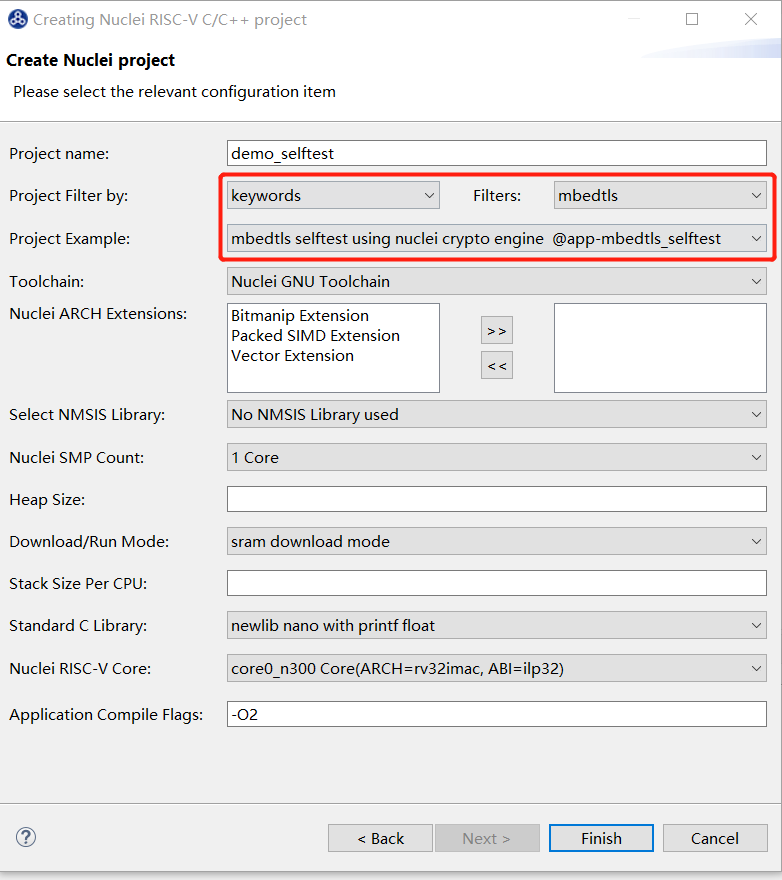 Creating Nuclei RISC-V C/C++ project
Create Nuclei project
Please select the relevant configuration item
Project name: demo_selftest
Project Filter by: keywords Filters: mbedtls
Project Example: mbedtls selftest using nuclei crypto engine @app-mbedtls_selftest
Toolchain: Nuclei GNU Toolchain
Nuclei ARCH Extensions: Bitmanip Extension
Packed SIMD Extension >>
Vector Extension
<<
Select NMSIS Library: No NMSIS Library used
Nuclei SMP Count: 1 Core
Heap Size:
Download/Run Mode: sram download mode
Stack Size Per CPU:
Standard C Library: newlib nano with printf float
Nuclei RISC-V Core: core0_n300 Core(ARCH=rv32imac, ABI=ilp32)
Application Compile Flags: -O2
? < Back Next > Finish Cancel